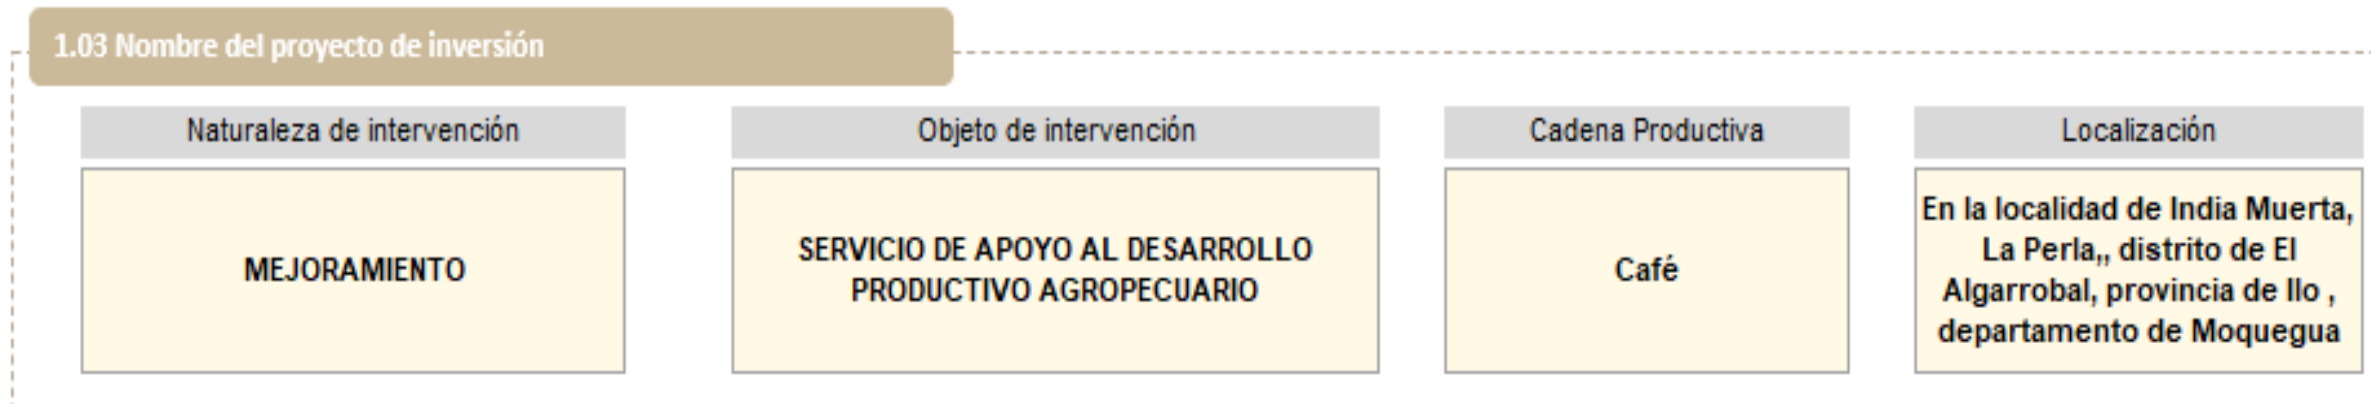 1.03 Nombre del proyecto de inversión
Naturaleza de intervención
Objeto de intervención
Cadena Productiva
Localización
MEJORAMIENTO
SERVICIO DE APOYO AL DESARROLLO
PRODUCTIVO AGROPECUARIO
Café
En la localidad de India Muerta,
La Perla,, distrito de El
Algarrobal, provincia de Ilo ,
departamento de Moquegua